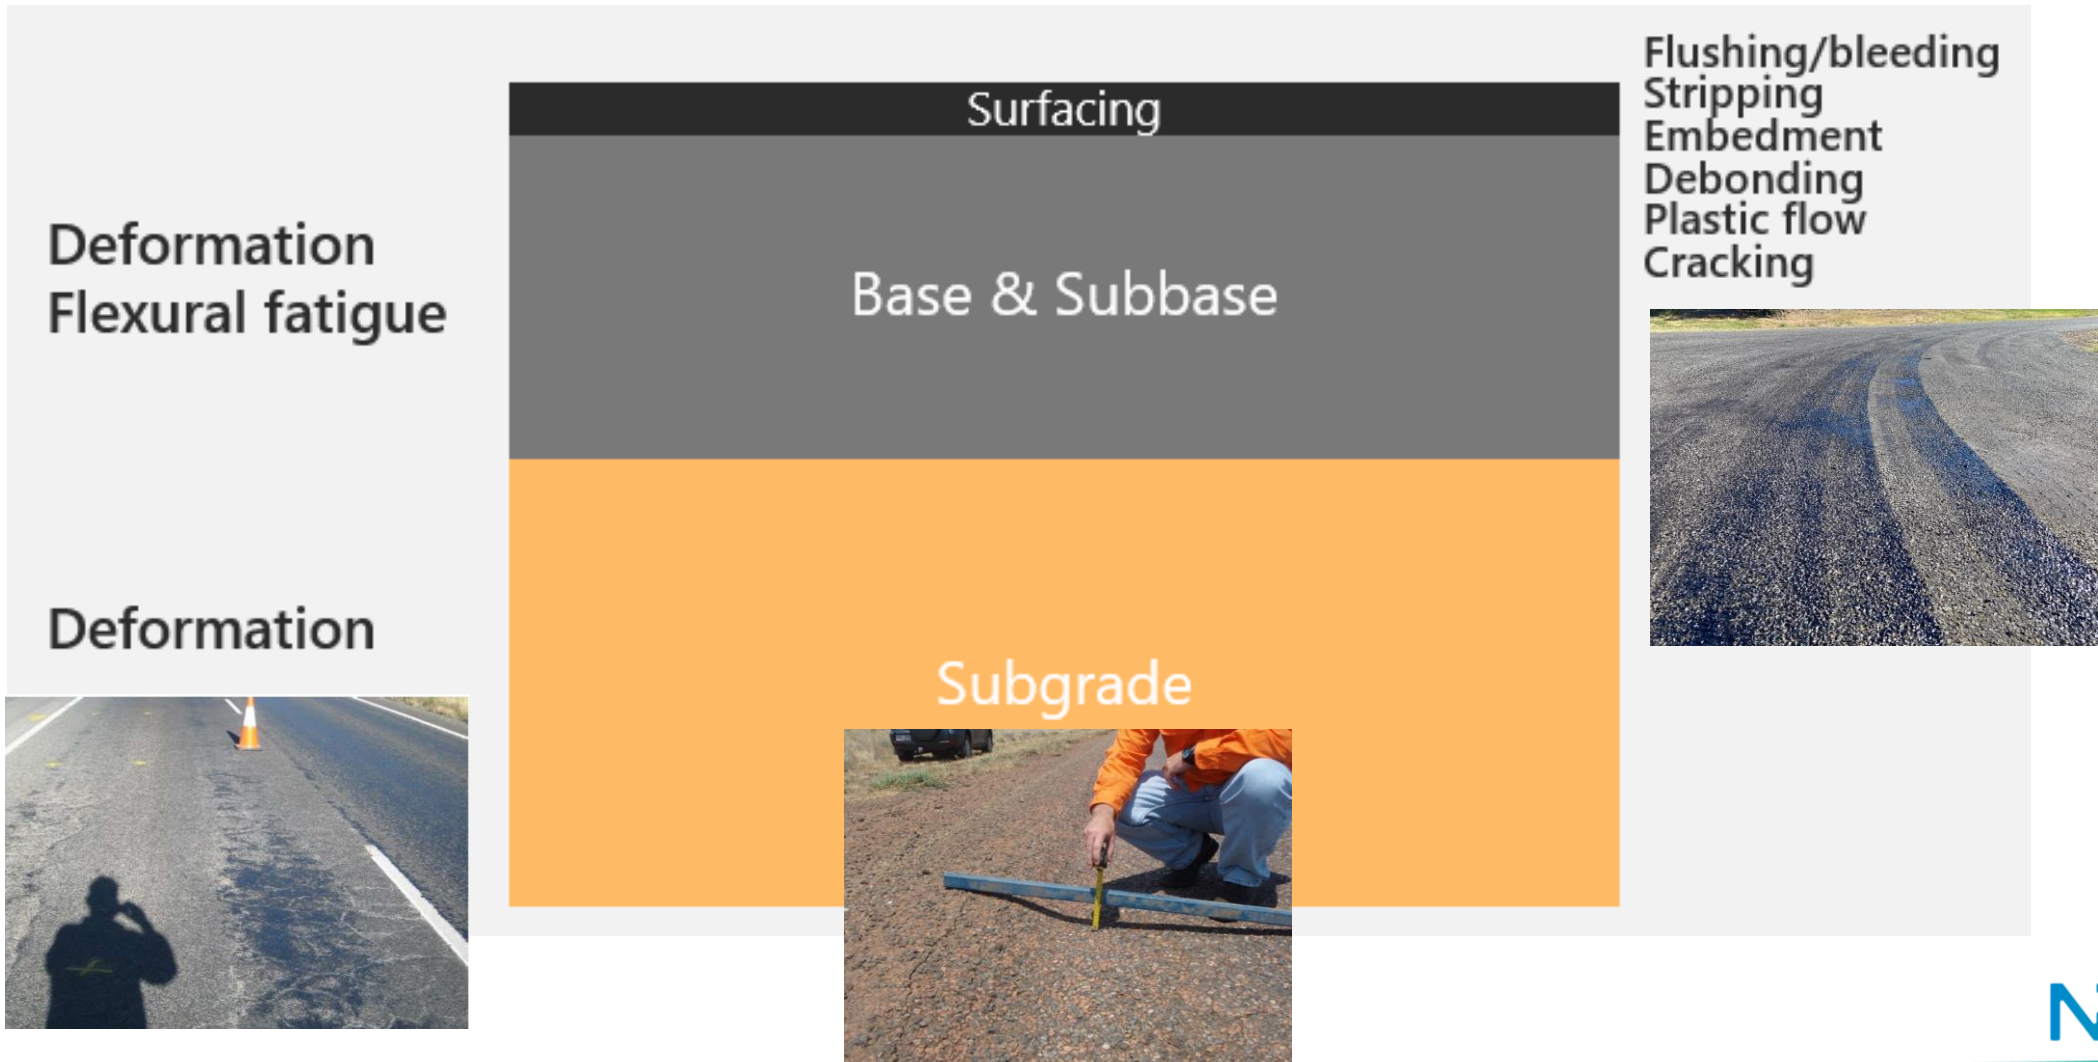 Flushing/bleeding
Stripping
Embedment
Debonding
Plastic flow
Cracking
Surfacing
Base & Subbase
Subgrade
Deformation
Flexural fatigue
Deformation